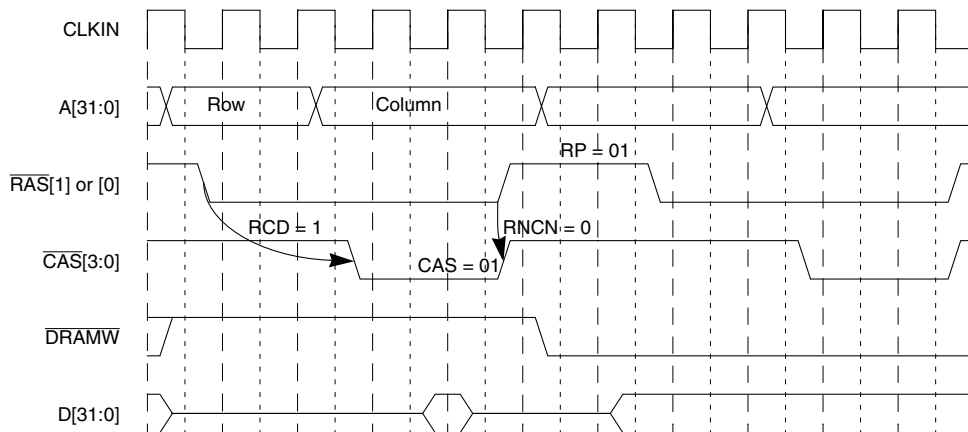 CLKIN
A[31:0]
Row
Column
RAS[1] or [0]
RP = 01
RCD = 1
RNCN = 0
CAS[3:0]
CAS = 01
DRAMW
D[31:0]